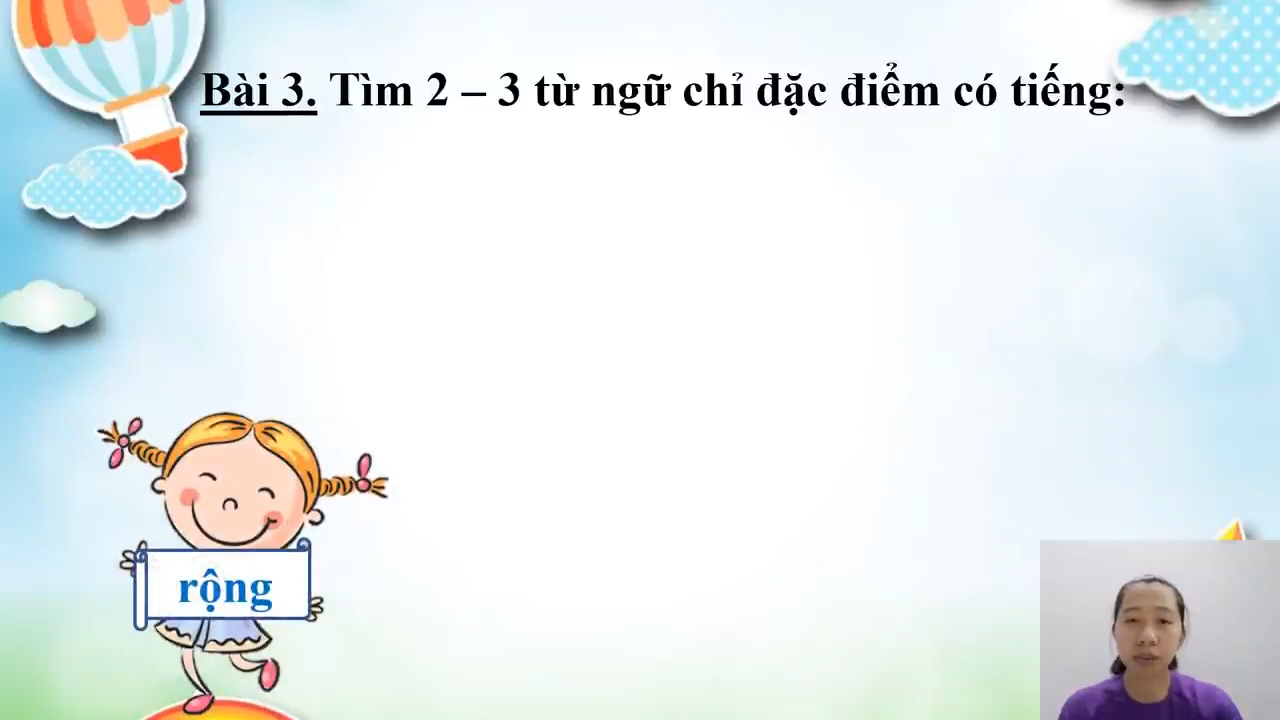 Bài 3. Tìm 2 – 3 từ ngữ chỉ đặc điểm có tiếng:
rộng